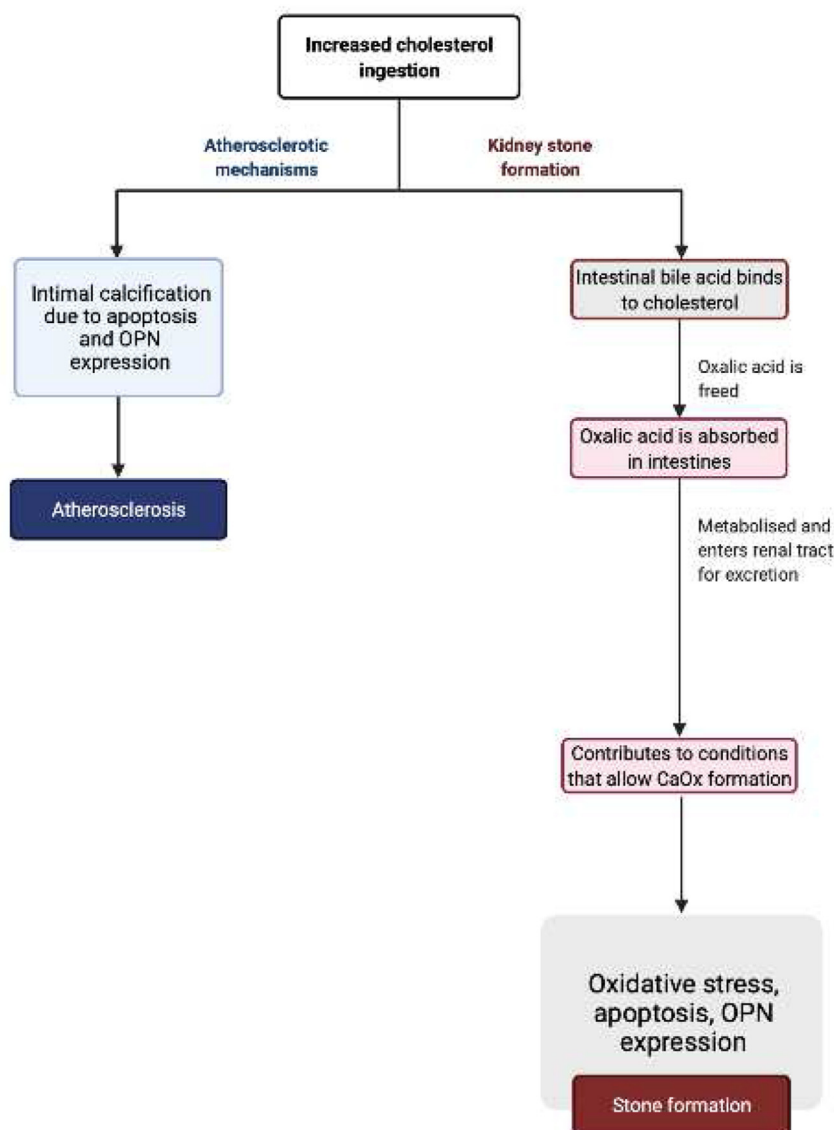 Increased cholesterol
ingestion
Atherosclerotic
mechanisms
Kidney stone
formation
Intimal calcification
due to apoptosis
and OPN
expression
Atherosclerosis
Intestinal bile acid binds
to cholesterol
Oxalic acid is
freed
Oxalic acid is absorbed
in intestines
Metabolised and
enters renal tract
for excretion
Contributes to conditions
that allow CaOx formation
Oxidative stress,
apoptosis, OPN
expression
Stone formation